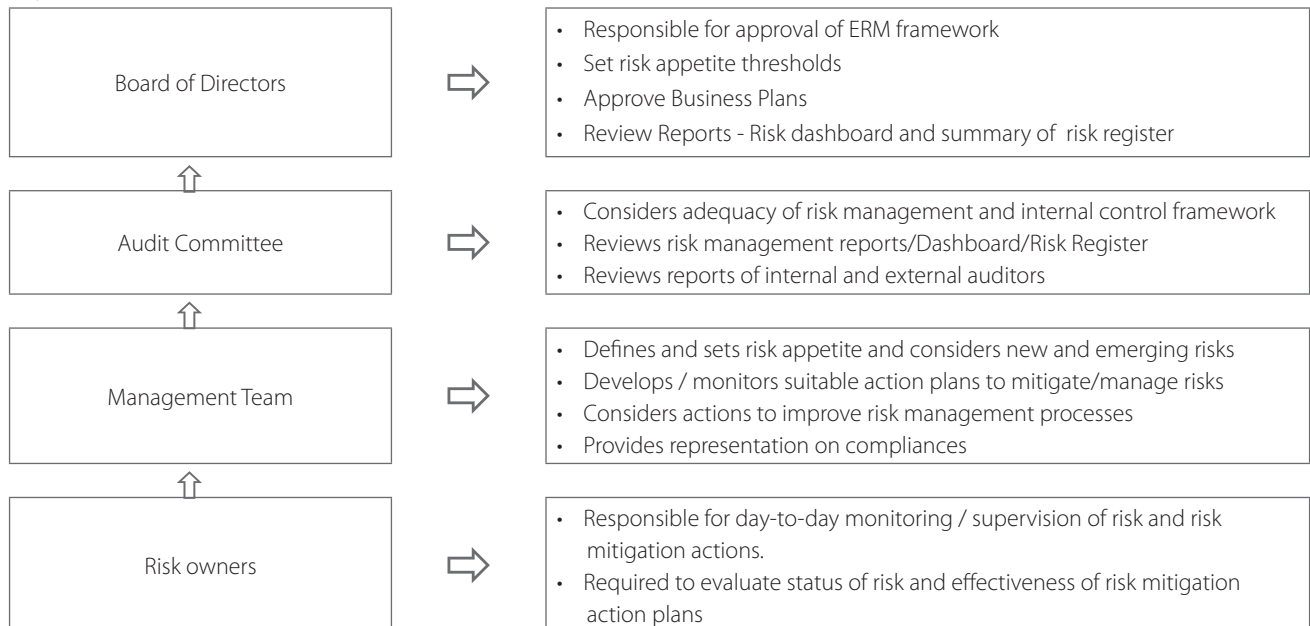 Board of Directors
• Responsible for approval of ERM framework
• Set risk appetite thresholds
• Approve Business Plans
• Review Reports - Risk dashboard and summary of risk register
Audit Committee
• Considers adequacy of risk management and internal control framework
• Reviews risk management reports/Dashboard/Risk Register
• Reviews reports of internal and external auditors
Management Team
• Defines and sets risk appetite and considers new and emerging risks
• Develops / monitors suitable action plans to mitigate/manage risks
• Considers actions to improve risk management processes
• Provides representation on compliances
Risk owners
• Responsible for day-to-day monitoring / supervision of risk and risk
mitigation actions.
• Required to evaluate status of risk and effectiveness of risk mitigation
action plans